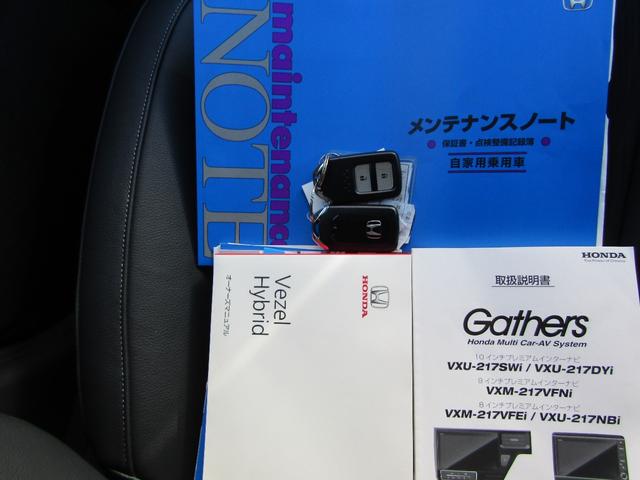 maintenance
NOTE
メンテナンスノート
保証書・点検整備記録簿
自家用乗用車
HONDA
Vezel
Hybrid
オーナーズマニュアル
HONDA
The Power of Dreams
取扱説明書
Gathers
Honda Multi Car-AV System
10インチプレミアムインターナビ
VXU-217SWi / VXU-217DYi
9インチプレミアムインターナビ
VXM-217VFNi
8インチプレミアムインターナビ
VXM-217VFEi / VXU-217NBi